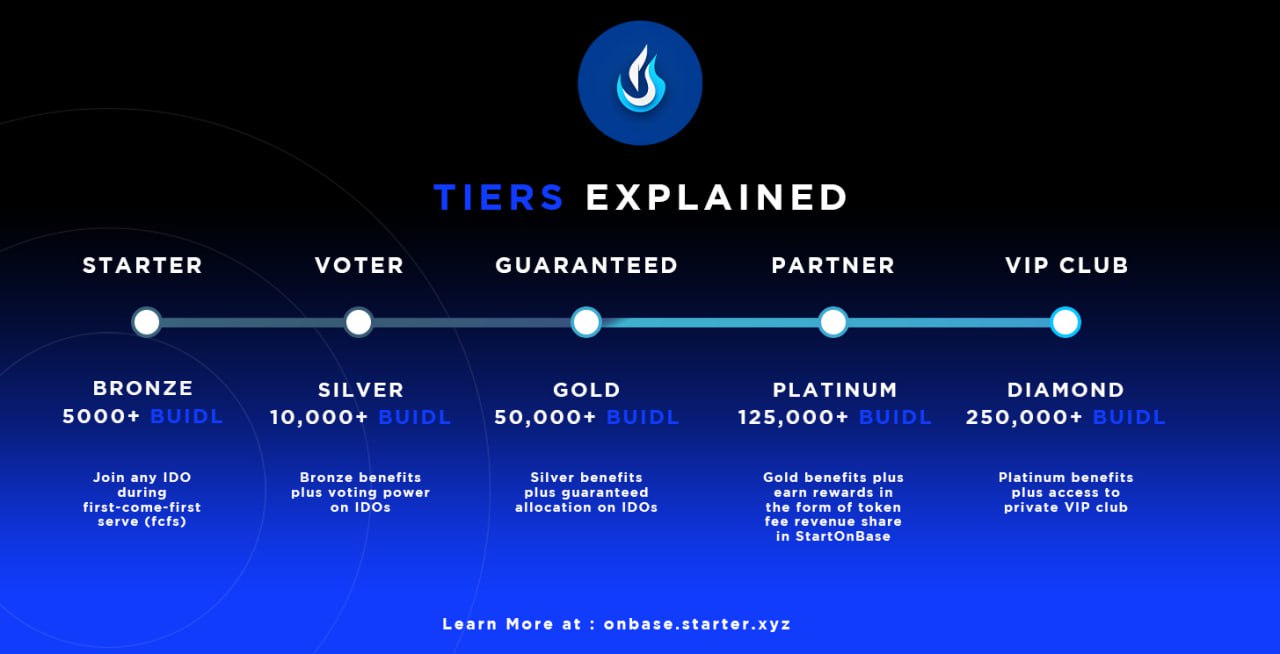 TIERS EXPLAINED
STARTER
VOTER
GUARANTEED
PARTNER
VIP CLUB
BRONZE
5000+ BUIDL
SILVER
10,000+ BUIDL
GOLD
50,000+ BUIDL
PLATINUM
125,000+ BUIDL
DIAMOND
250,000+ BUIDL
Join any IDO
during
first-come-first
serve (fcfs)
Bronze benefits
plus voting power
on IDOs
Silver benefits
plus guaranteed
allocation on IDOs
Gold benefits plus
earn rewards in
the form of token
fee revenue share
in StartOnBase
Platinum benefits
plus access to
private VIP club
Learn More at : onbase.starter.xyz